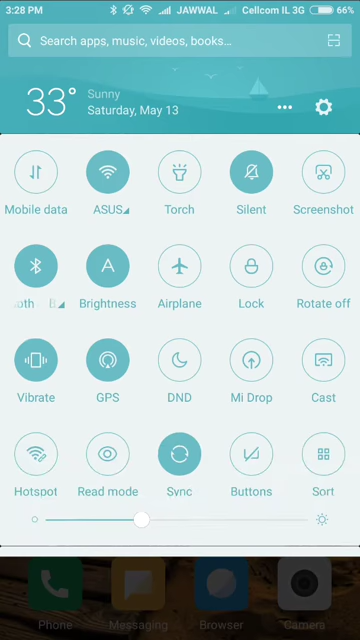 3:28 PM JAWWAL Cellcom IL 3G 66%
Search apps, music, videos, books...
33° Sunny
Saturday, May 13
Mobile data ASUS Torch Silent Screenshot
oth Brightness Airplane Lock Rotate off
Vibrate GPS DND Mi Drop Cast
Hotspot Read mode Sync Buttons Sort
Phone Messaging Browser Camera